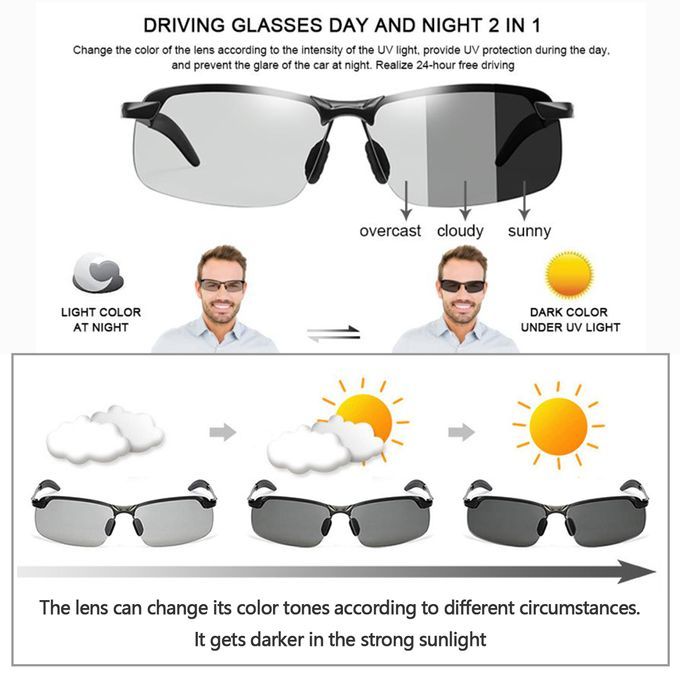 DRIVING GLASSES DAY AND NIGHT 2 IN 1
Change the color of the lens according to the intensity of the UV light, provide UV protection during the day,
and prevent the glare of the car at night. Realize 24-hour free driving
overcast cloudy sunny
LIGHT COLOR
AT NIGHT
DARK COLOR
UNDER UV LIGHT
The lens can change its color tones according to different circumstances.
It gets darker in the strong sunlight